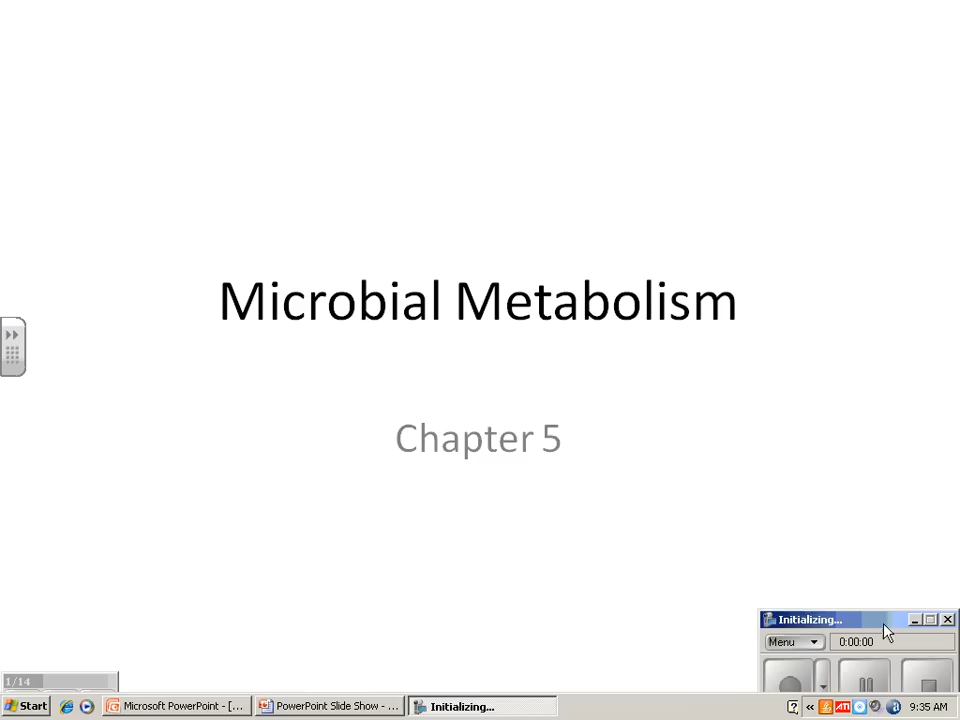 Microbial Metabolism
Chapter 5
Initializing...
Menu
0:00:00
1/14
Start
Microsoft PowerPoint - [...
PowerPoint Slide Show - ...
Initializing...
ATI
9:35 AM